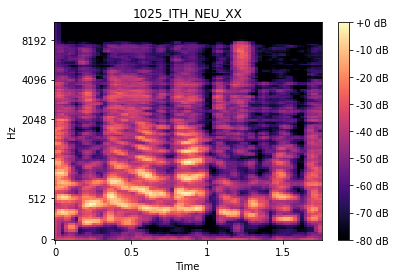 1025_ITH_NEU_XX
+0 dB
8192
-10 dB
4096
-20 dB
-30 dB
2048
Hz
-40 dB
1024
-50 dB
512
-60 dB
-70 dB
0
-80 dB
0
0.5
1
1.5
Time